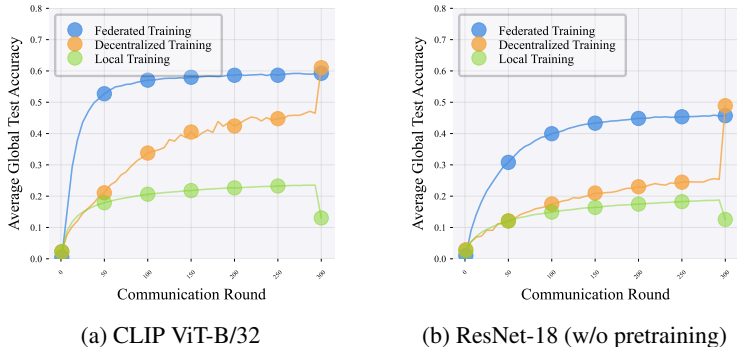 0.8
0.7
0.6
0.5
0.4
0.3
0.2
0.1
0.0
Average Global Test Accuracy
Federated Training
Decentralized Training
Local Training
0
50
100
150
200
250
300
Communication Round
(a) CLIP ViT-B/32
0.8
0.7
0.6
0.5
0.4
0.3
0.2
0.1
0.0
Average Global Test Accuracy
Federated Training
Decentralized Training
Local Training
0
50
100
150
200
250
300
Communication Round
(b) ResNet-18 (w/o pretraining)